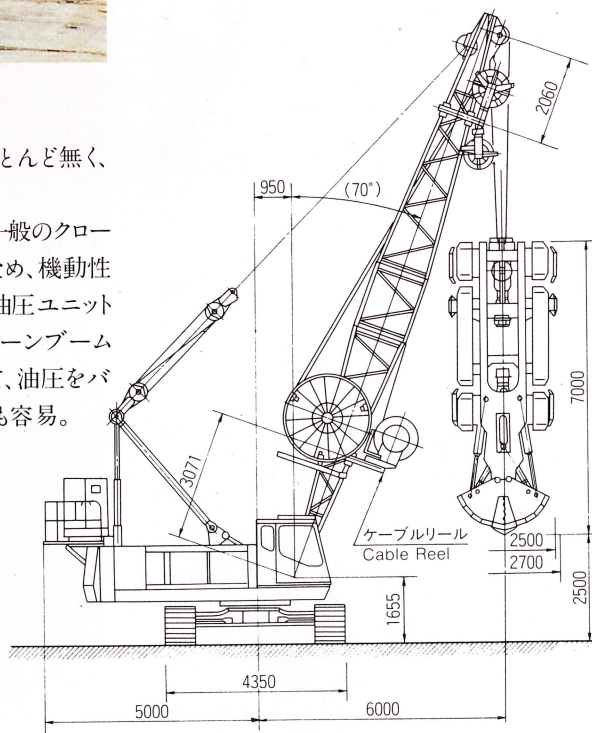 とんど無く、
一般のクロー
ため、機動性
油圧ユニット
ーンブーム
、油圧をバ
も容易。
2060
950
(70°)
7000
3071
ケーブルリール
Cable Reel
2500
2700
2500
1655
4350
5000
6000